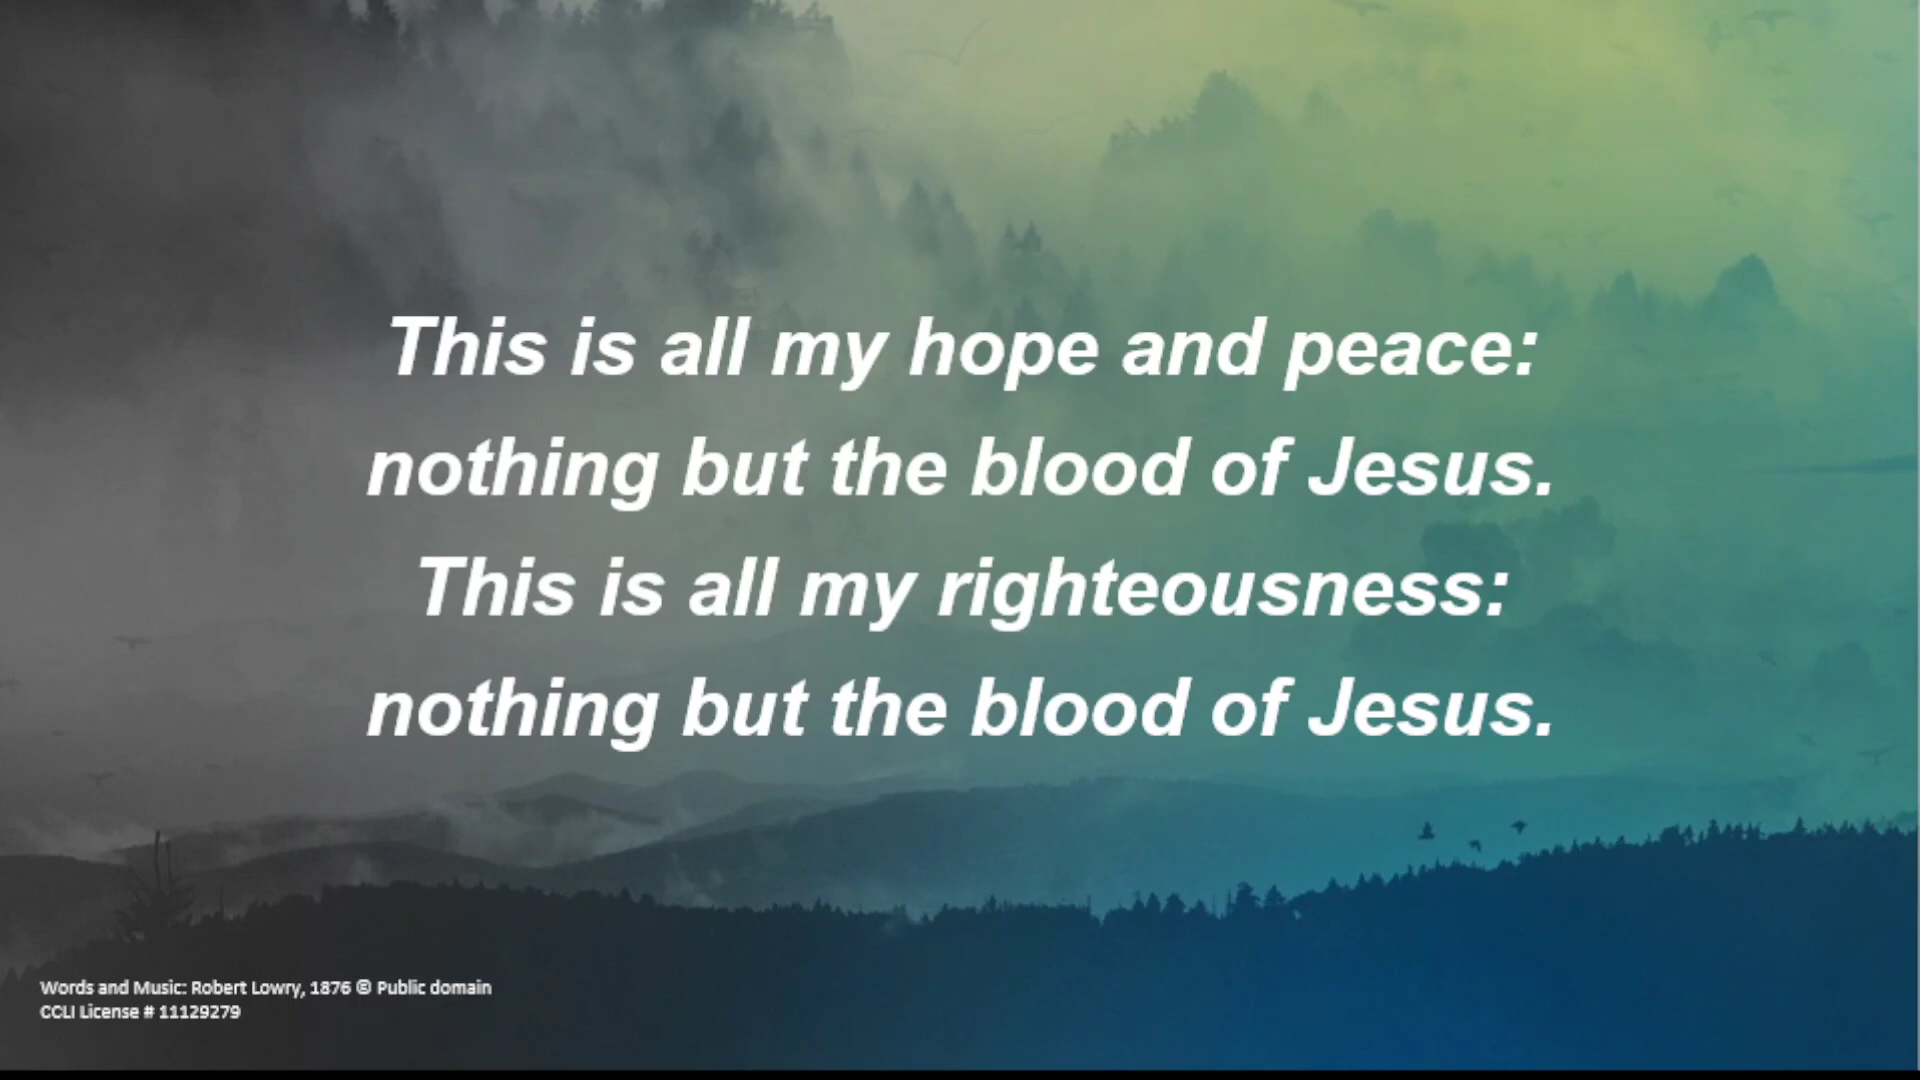 This is all my hope and peace:
nothing but the blood of Jesus.
This is all my righteousness:
nothing but the blood of Jesus.
Words and Music: Robert Lowry, 1876 © Public domain
CCLI License # 11129279